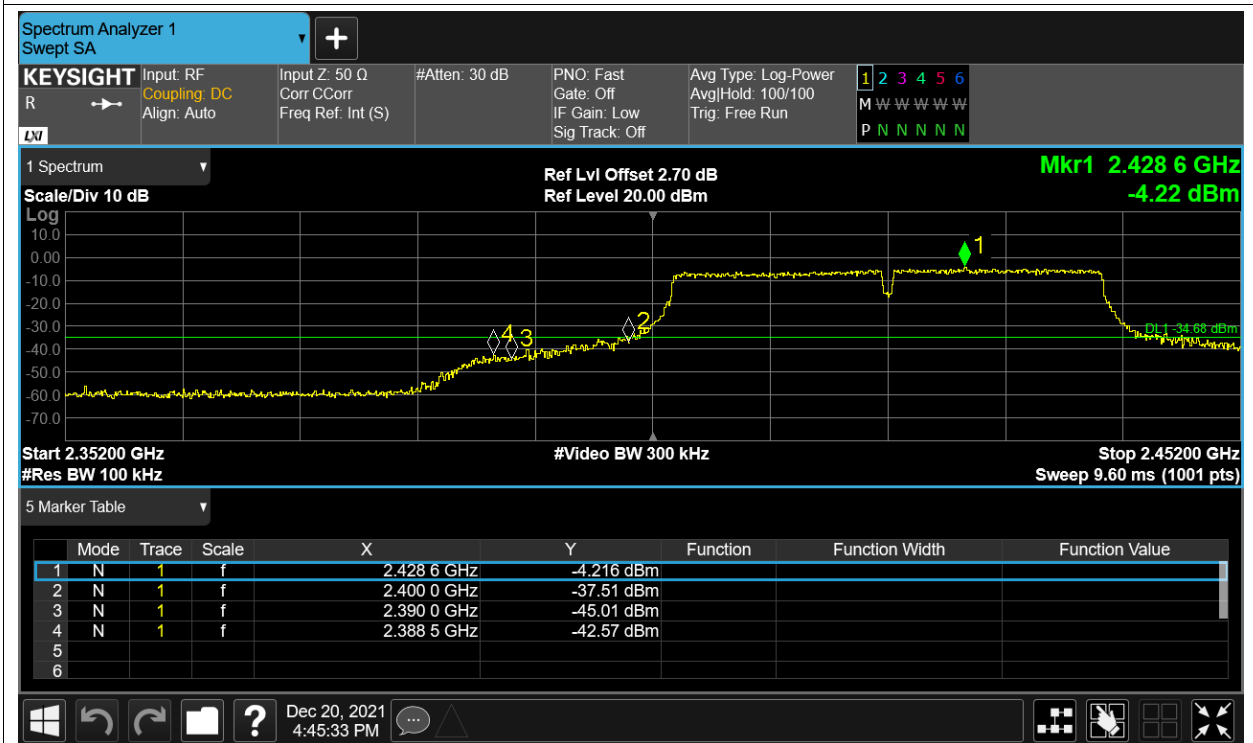 Spectrum Analyzer 1
Swept SA
KEYSIGHT Input: RF Input Z: 50 Ω #Atten: 30 dB PNO: Fast Avg Type: Log-Power 1 2 3 4 5 6
R Coupling: DC Corr CCorr Gate: Off Avg|Hold: 100/100 M W W W W W W
Align: Auto Freq Ref: Int (S) IF Gain: Low Trig: Free Run
LXI Sig Track: Off P N N N N N N
1 Spectrum Ref Lvl Offset 2.70 dB Mkr1 2.428 6 GHz
Scale/Div 10 dB Ref Level 20.00 dBm -4.22 dBm
Log
10.0
0.00
-10.0
-20.0
-30.0
-40.0
-50.0
-60.0
-70.0
1
2
4 3
DL1 -34.68 dBm
Start 2.35200 GHz #Video BW 300 kHz Stop 2.45200 GHz
#Res BW 100 kHz Sweep 9.60 ms (1001 pts)
5 Marker Table
Mode Trace Scale X Y Function Function Width Function Value
1 N 1 f 2.428 6 GHz -4.216 dBm
2 N 1 f 2.400 0 GHz -37.51 dBm
3 N 1 f 2.390 0 GHz -45.01 dBm
4 N 1 f 2.388 5 GHz -42.57 dBm
5
6
? Dec 20, 2021
4:45:33 PM